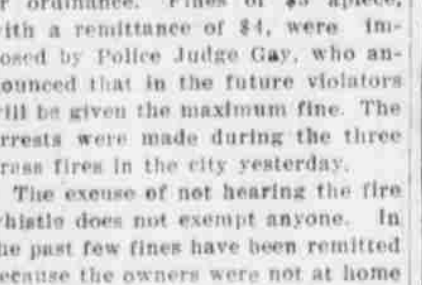 r ordinance. Fines of $5 apiece,
ith a remittance of $4, were im-
osed by Police Judge Gay, who an-
ounced that in the future violators
ill be given the maximum fine. The
rrests were made during the three
rass fires in the city yesterday.
The excuse of not hearing the fire
histle does not exempt anyone. In
he past few fines have been remitted
ecause the owners were not at home